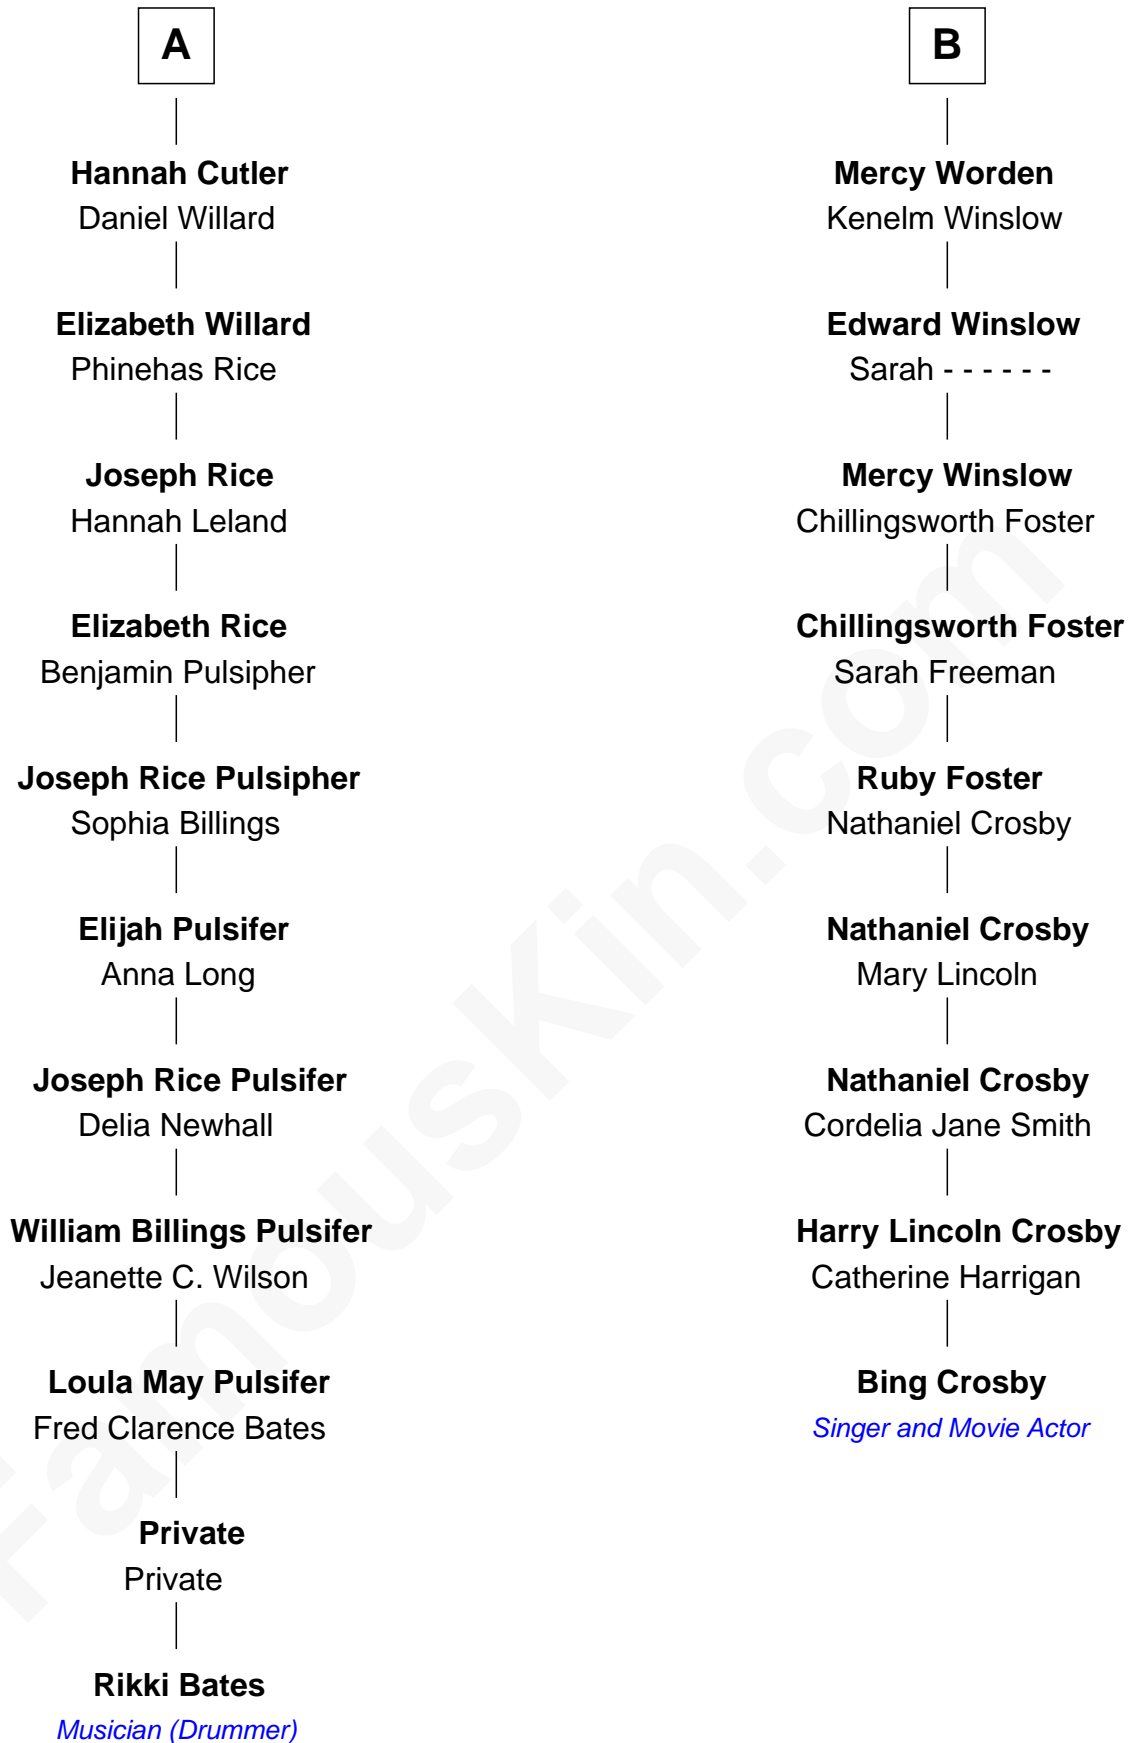 A
Hannah Cutler
Daniel Willard
Elizabeth Willard
Phinehas Rice
Joseph Rice
Hannah Leland
Elizabeth Rice
Benjamin Pulsipher
Joseph Rice Pulsipher
Sophia Billings
Elijah Pulsifer
Anna Long
Joseph Rice Pulsifer
Delia Newhall
William Billings Pulsifer
Jeanette C. Wilson
Loula May Pulsifer
Fred Clarence Bates
Private
Private
Rikki Bates
Musician (Drummer)
B
Mercy Worden
Kenelm Winslow
Edward Winslow
Sarah - - - - - -
Mercy Winslow
Chillingsworth Foster
Chillingsworth Foster
Sarah Freeman
Ruby Foster
Nathaniel Crosby
Nathaniel Crosby
Mary Lincoln
Nathaniel Crosby
Cordelia Jane Smith
Harry Lincoln Crosby
Catherine Harrigan
Bing Crosby
Singer and Movie Actor
FamousKin.com